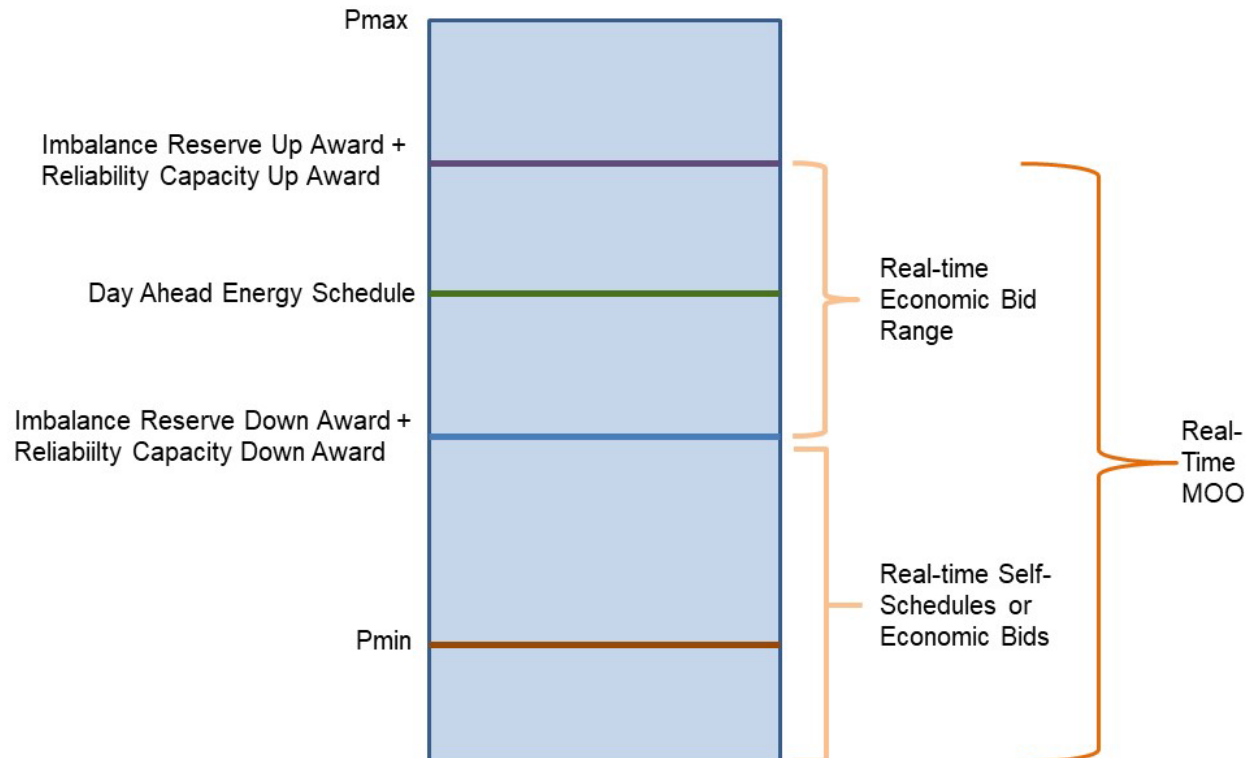 Pmax
Imbalance Reserve Up Award +
Reliability Capacity Up Award
Real-time
Economic Bid
Range
Day Ahead Energy Schedule
Imbalance Reserve Down Award +
Reliabiilty Capacity Down Award
Real-
Time
MOO
Real-time Self-
Schedules or
Economic Bids
Pmin